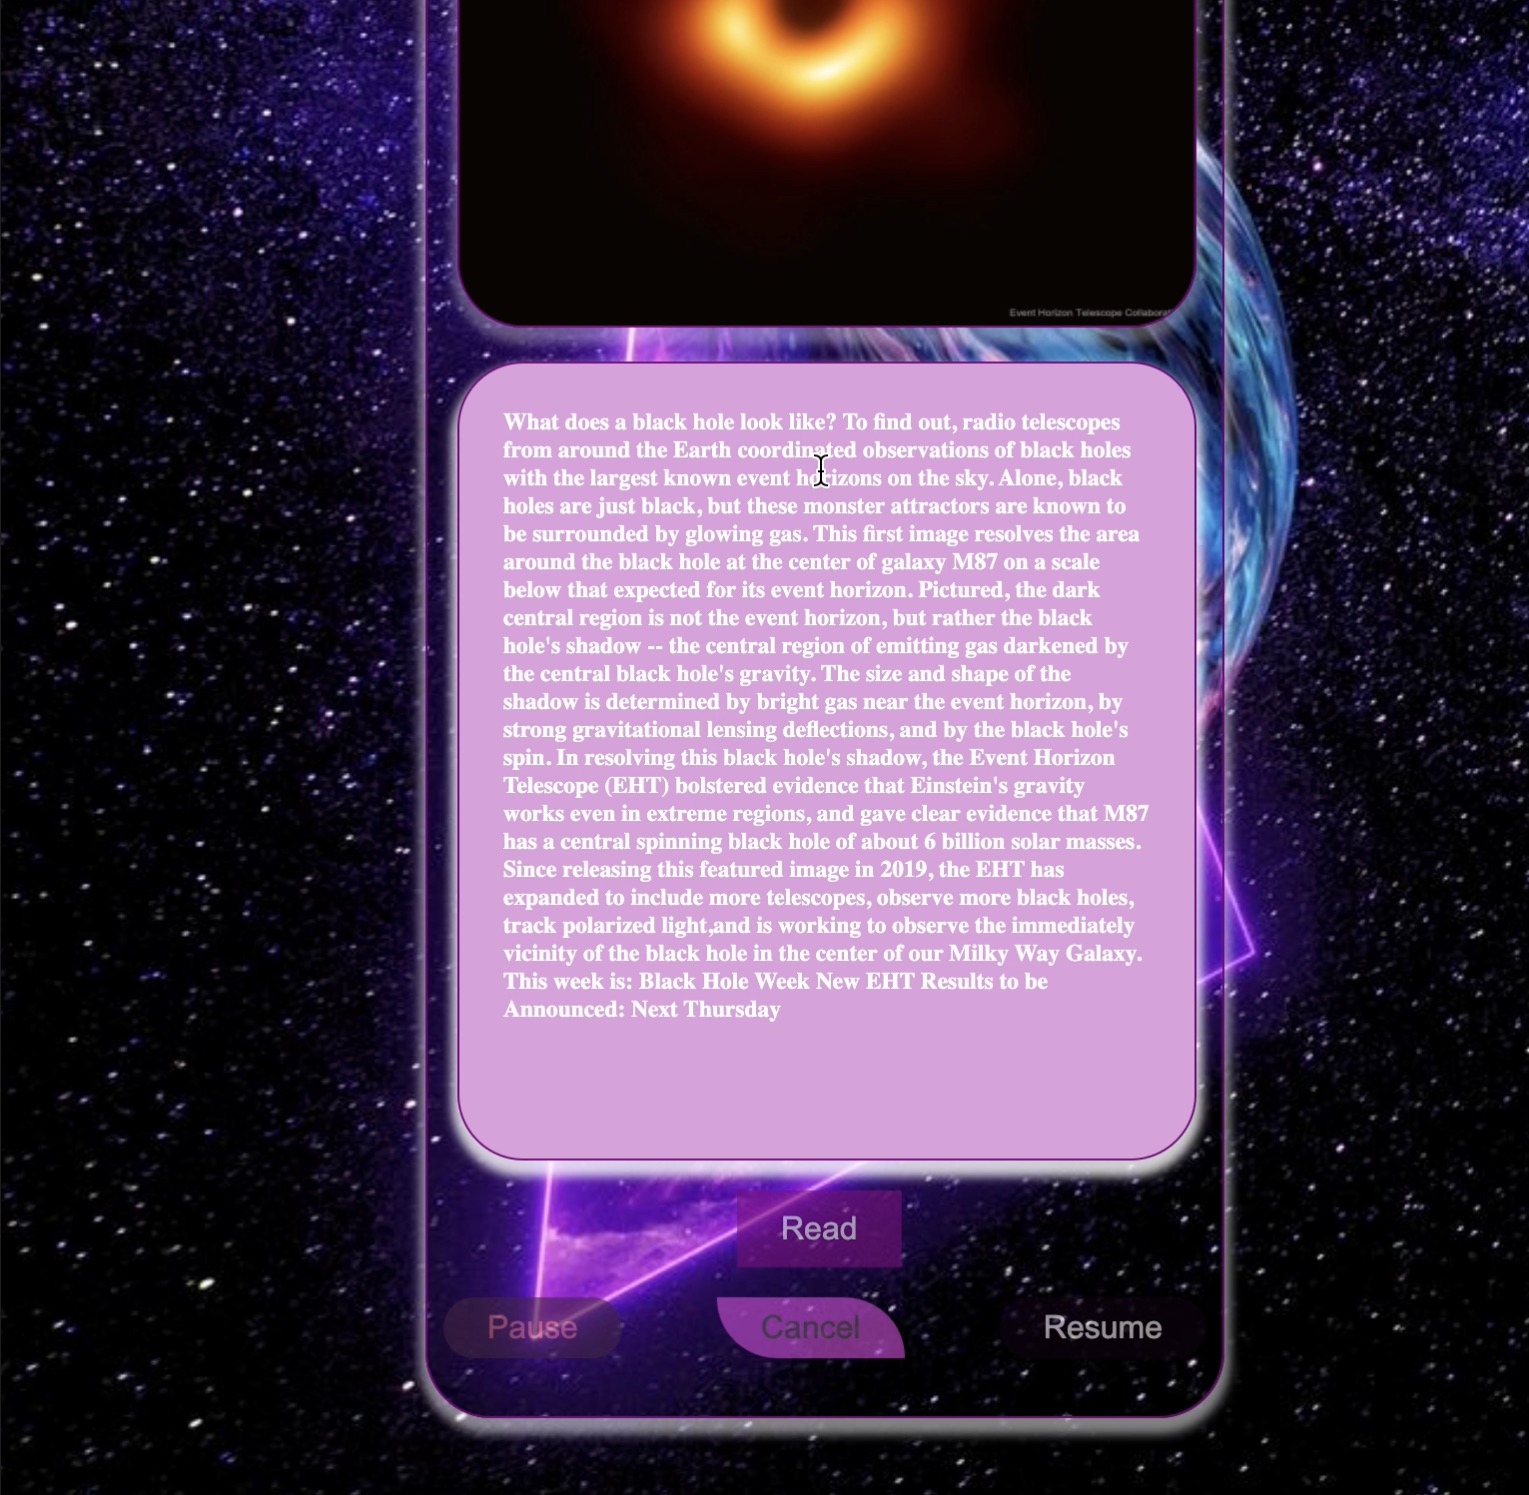 Event Horizon Telescope Collabora
What does a black hole look like? To find out, radio telescopes
from around the Earth coordinated observations of black holes
with the largest known event horizons on the sky. Alone, black
holes are just black, but these monster attractors are known to
be surrounded by glowing gas. This first image resolves the area
around the black hole at the center of galaxy M87 on a scale
below that expected for its event horizon. Pictured, the dark
central region is not the event horizon, but rather the black
hole's shadow -- the central region of emitting gas darkened by
the central black hole's gravity. The size and shape of the
shadow is determined by bright gas near the event horizon, by
strong gravitational lensing deflections, and by the black hole's
spin. In resolving this black hole's shadow, the Event Horizon
Telescope (EHT) bolstered evidence that Einstein's gravity
works even in extreme regions, and gave clear evidence that M87
has a central spinning black hole of about 6 billion solar masses.
Since releasing this featured image in 2019, the EHT has
expanded to include more telescopes, observe more black holes,
track polarized light,and is working to observe the immediately
vicinity of the black hole in the center of our Milky Way Galaxy.
This week is: Black Hole Week New EHT Results to be
Announced: Next Thursday
Read
Pause Cancel Resume